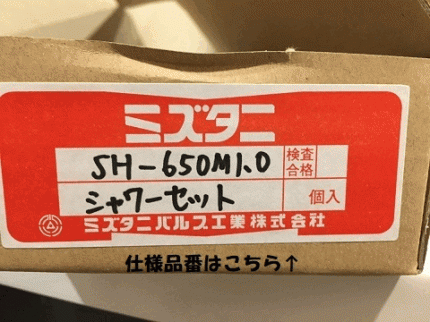 ミズタニ
SH-650M1.0
検査
合格
シャワーセット
個入
ミズタニバルブ工業株式会社
仕様品番はこちら↑